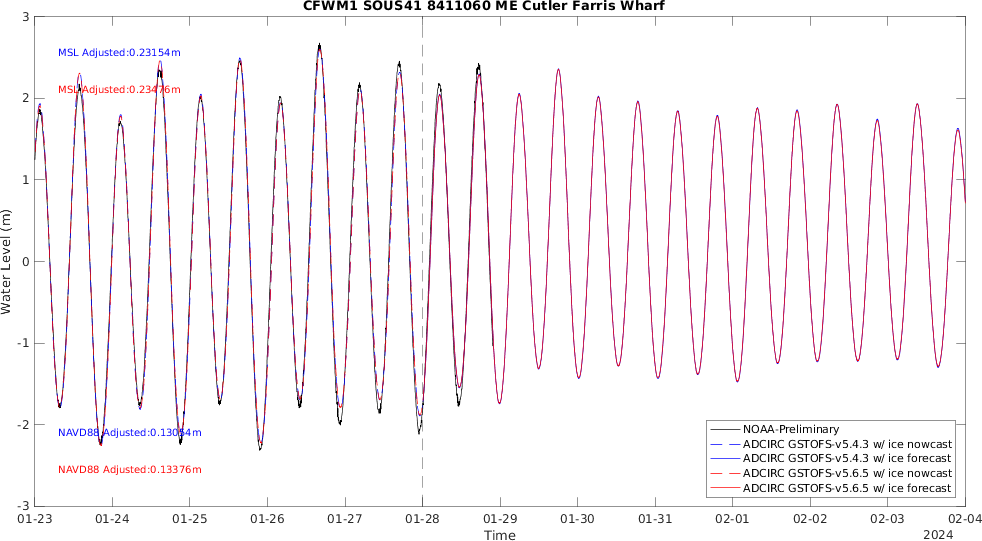 CFWM1 SOUS41 8411060 ME Cutler Farris Wharf
3
2
1
0
-1
-2
-3
Water Level (m)
MSL Adjusted:0.23154m
MSL Adjusted:0.23476m
NAVD88 Adjusted:0.13054m
NAVD88 Adjusted:0.13376m
NOAA-Preliminary
ADCIRC GSTOFS-v5.4.3 w/ ice nowcast
ADCIRC GSTOFS-v5.4.3 w/ ice forecast
ADCIRC GSTOFS-v5.6.5 w/ ice nowcast
ADCIRC GSTOFS-v5.6.5 w/ ice forecast
01-23 01-24 01-25 01-26 01-27 01-28 01-29 01-30 01-31 02-01 02-02 02-03 02-04
Time
2024